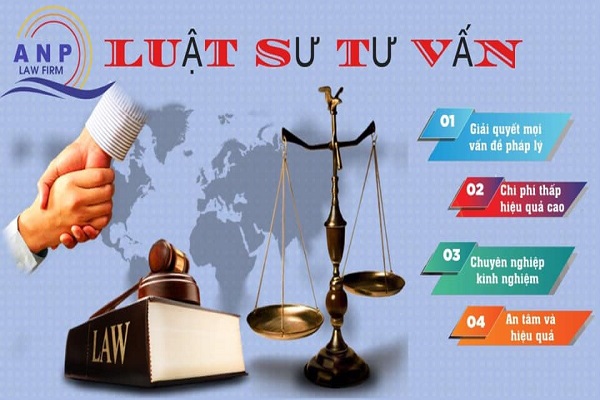 ANP
LAW FIRM
LUẬT SƯ TƯ VẤN
01
Giải quyết mọi
vấn đề pháp lý
02
Chi phí thấp
hiệu quả cao
03
Chuyên nghiệp
kinh nghiệm
04
An tâm và
hiệu quả
LAW